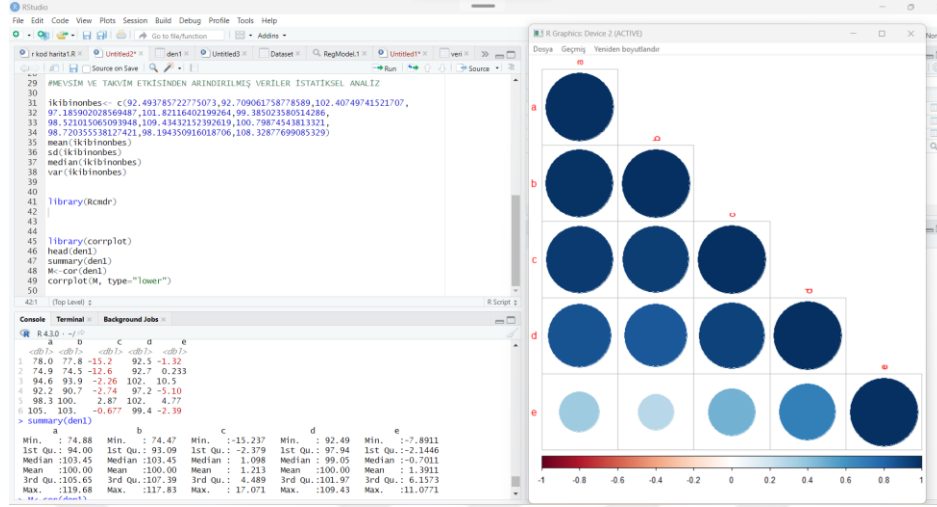 RStudio
File Edit Code View Plots Session Build Debug Profile Tools Help
Go to file/function Addins
r kod harita1.R × Untitled2* × den1 × Untitled3 × Dataset × RegModel.1 × Untitled1* × veri ×
Source on Save Run Source
29 #MEVSİM VE TAKVİM ETKİSİNDEN ARINDIRILMIŞ VERİLER İSTATİKSEL ANALİZ
30
31 ikibinonbes<- c(92.493785722775073,92.709061758778589,102.40749741521707,
32 97.185902028569487,101.82116402199264,99.385023580514286,
33 98.521015065093948,109.43432152392619,100.79874543813321,
34 98.720355538127421,98.194350916018706,108.32877699085329)
35 mean(ikibinonbes)
36 sd(ikibinonbes)
37 median(ikibinonbes)
38 var(ikibinonbes)
39
40
41 library(Rcmdr)
42
43
44
45 library(corrplot)
46 head(den1)
47 summary(den1)
48 M<-cor(den1)
49 corrplot(M, type="lower")
50
42:1 (Top Level) R Script
Console Terminal × Background Jobs ×
R 4.3.0 · ~/
a b c d e
<dbl> <dbl> <dbl> <dbl> <dbl>
1 78.0 77.8 -15.2 92.5 -1.32
2 74.9 74.5 -12.6 92.7 0.233
3 94.6 93.9 -2.26 102. 10.5
4 92.2 90.7 -2.74 97.2 -5.10
5 98.3 100. 2.87 102. 4.77
6 105. 103. -0.677 99.4 -2.39
> summary(den1)
a b c d e
Min. : 74.88 Min. : 74.47 Min. :-15.237 Min. : 92.49 Min. :-7.8911
1st Qu.: 94.00 1st Qu.: 93.09 1st Qu.: -2.379 1st Qu.: 97.94 1st Qu.:-2.1446
Median :103.45 Median :103.45 Median : 1.098 Median : 99.05 Median :-0.7011
Mean :100.00 Mean :100.00 Mean : 1.213 Mean :100.00 Mean : 1.3911
3rd Qu.:105.65 3rd Qu.:107.39 3rd Qu.: 4.489 3rd Qu.:101.97 3rd Qu.: 6.1573
Max. :119.68 Max. :117.83 Max. : 17.071 Max. :109.43 Max. :11.0771
> M<-cor(den1)
R Graphics: Device 2 (ACTIVE)
Dosya Geçmiş Yeniden boyutlandır
a
a
b
b
c
c
d
d
e
e
-1 -0.8 -0.6 -0.4 -0.2 0 0.2 0.4 0.6 0.8 1